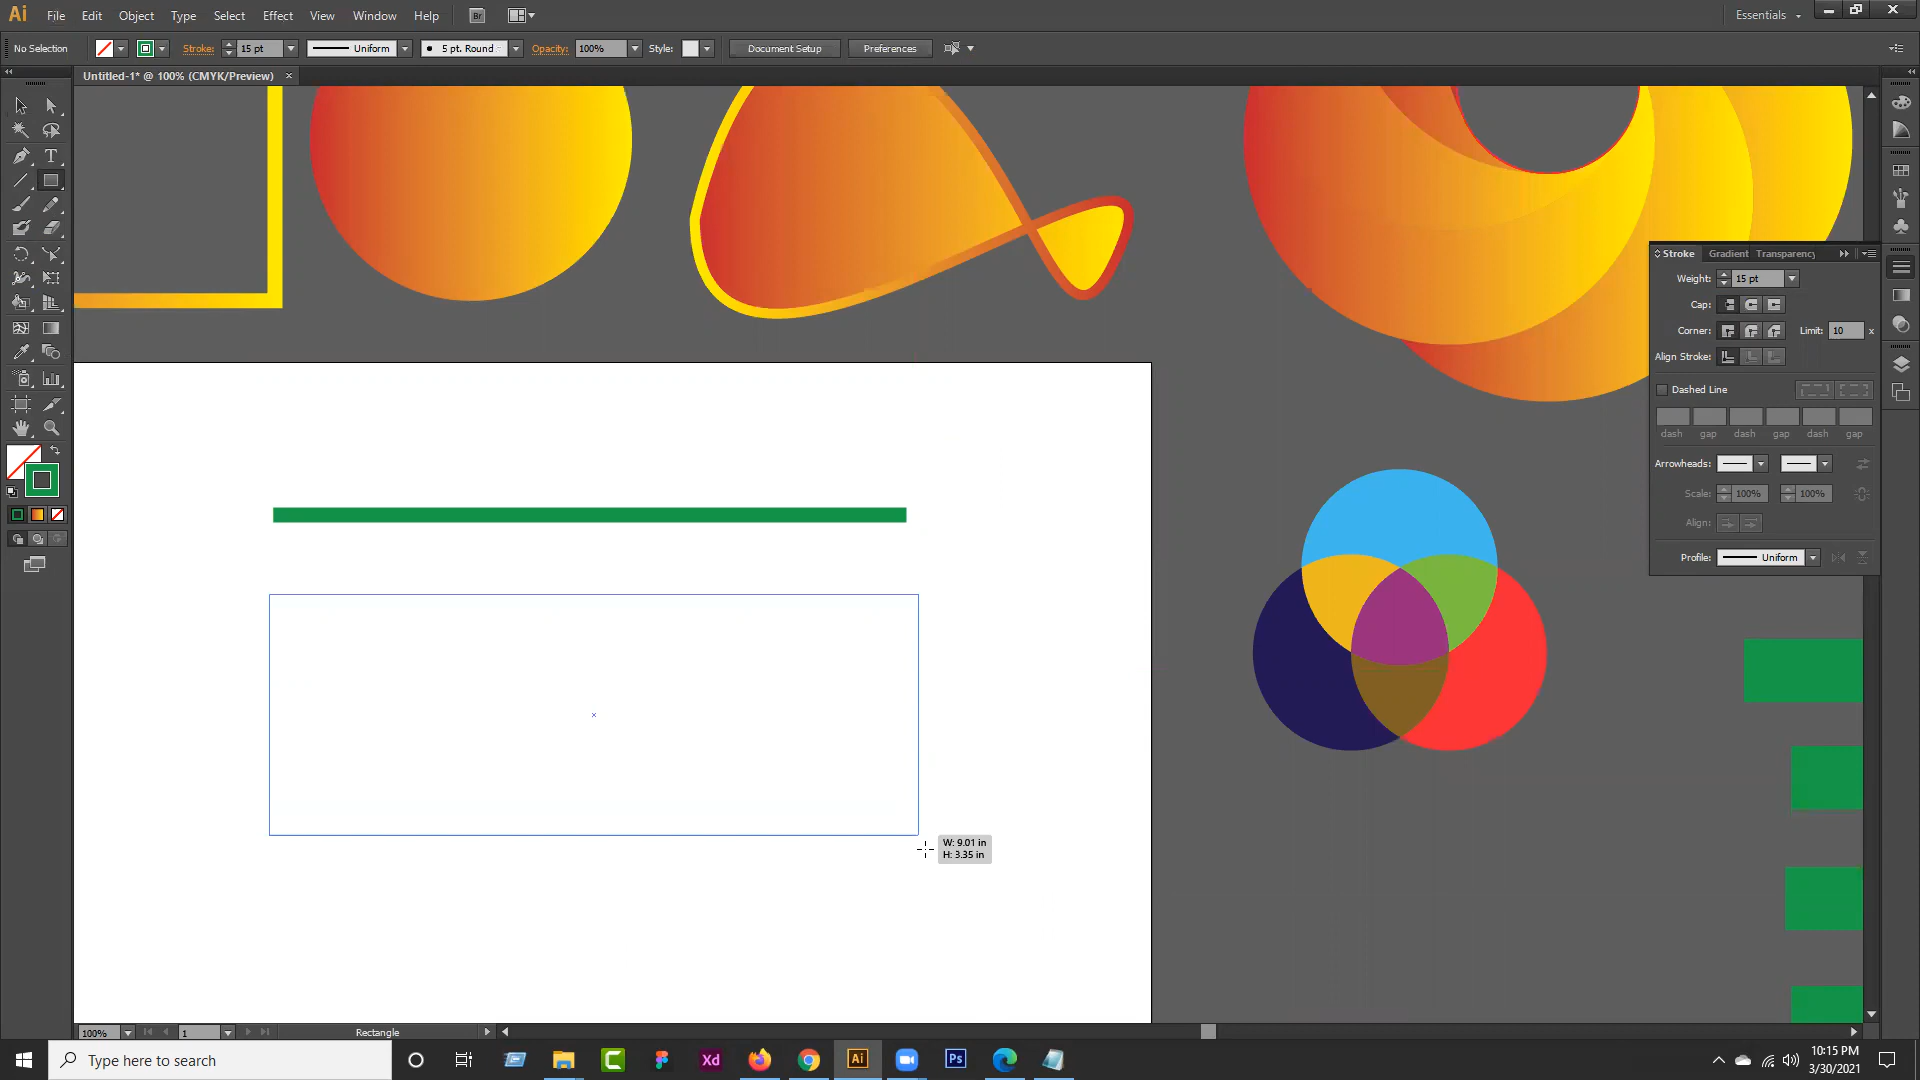 Ai File Edit Object Type Select Effect View Window Help Br Essentials
No Selection Stroke: 15 pt Uniform 5 pt. Round Opacity: 100% Style: Document Setup Preferences
Untitled-1* @ 100% (CMYK/Preview) ×
Stroke Gradient Transparency
Weight: 15 pt
Cap:
Corner: Limit: 10 x
Align Stroke:
Dashed Line
dash gap dash gap dash gap
Arrowheads:
Scale: 100% 100%
Align:
Profile: Uniform
W: 9.01 in
H: 3.35 in
100% 1 Rectangle
Type here to search
Xd Ai Ps
10:15 PM
3/30/2021